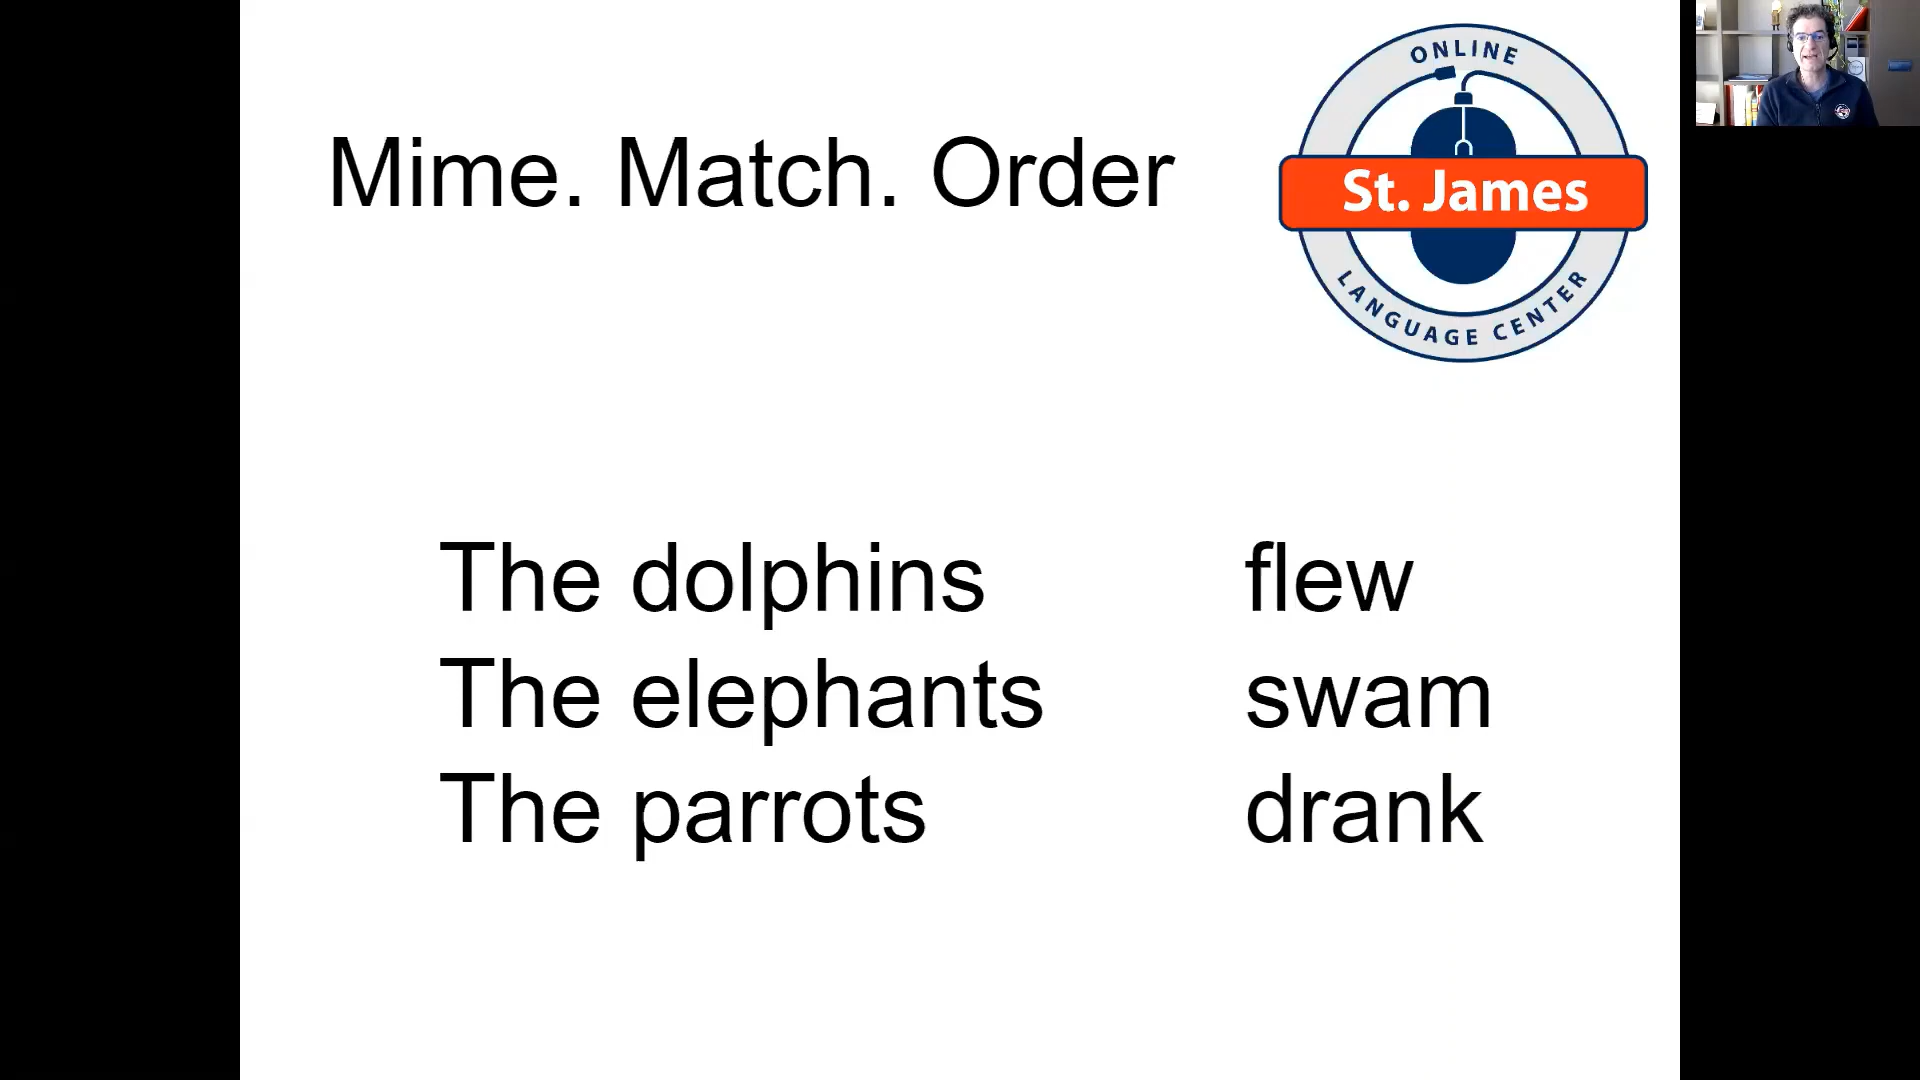 Mime. Match. Order
ONLINE
St. James
LANGUAGE CENTER
The dolphins flew
The elephants swam
The parrots drank